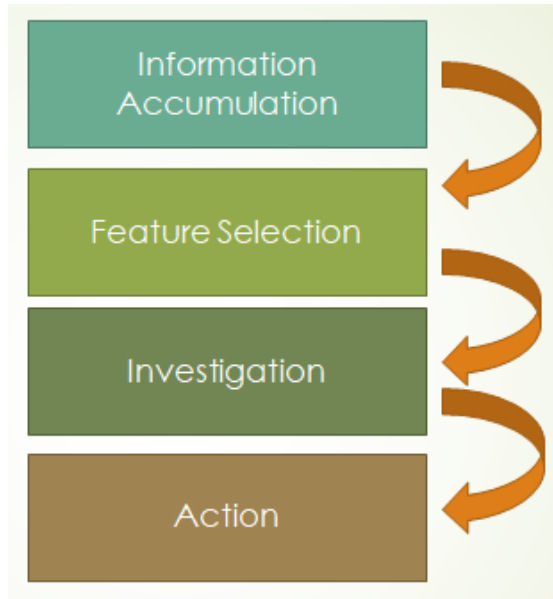 Information
Accumulation
Feature Selection
Investigation
Action